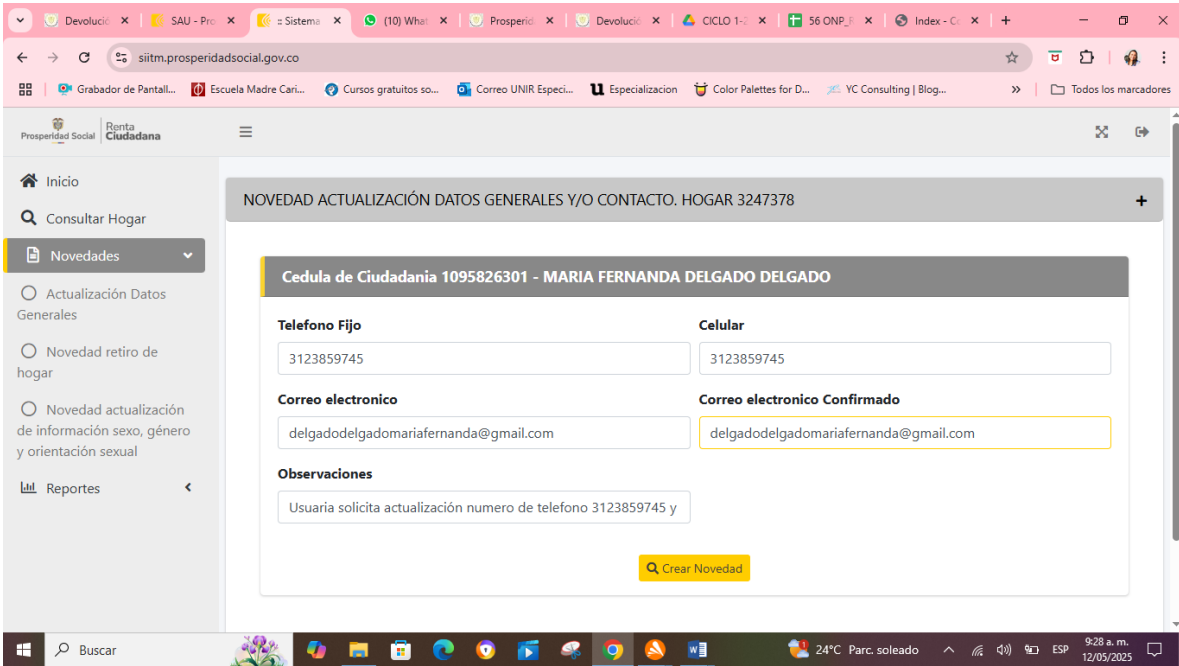 Devolució
SAU - Pro
:: Sistema
(10) What
Prosperid
Devolució
CICLO 1-2
56 ONP_F
Index - Co
siitm.prosperidadsocial.gov.co
Grabador de Pantall...
Escuela Madre Cari...
Cursos gratuitos so...
Correo UNIR Especi...
Especializacion
Color Palettes for D...
YC Consulting | Blog...
»
Todos los marcadores
Prosperidad Social
Renta
Ciudadana
Inicio
Consultar Hogar
Novedades
Actualización Datos
Generales
Novedad retiro de
hogar
Novedad actualización
de información sexo, género
y orientación sexual
Reportes
NOVEDAD ACTUALIZACIÓN DATOS GENERALES Y/O CONTACTO. HOGAR 3247378
Cedula de Ciudadania 1095826301 - MARIA FERNANDA DELGADO DELGADO
Telefono Fijo
Celular
3123859745
3123859745
Correo electronico
Correo electronico Confirmado
delgadodelgadomariafernanda@gmail.com
delgadodelgadomariafernanda@gmail.com
Observaciones
Usuaria solicita actualización numero de telefono 3123859745 y
Crear Novedad
Buscar
24°C Parc. soleado
ESP
9:28 a. m.
12/05/2025